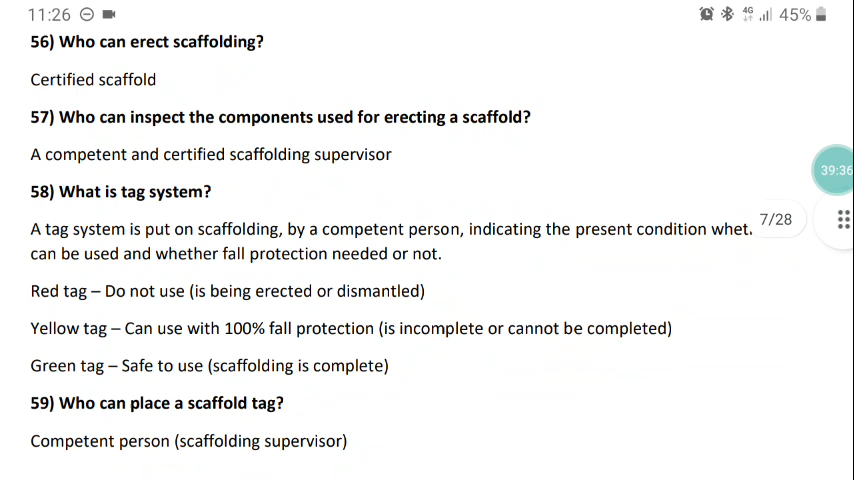 11:26 4G 45%
56) Who can erect scaffolding?
Certified scaffold
57) Who can inspect the components used for erecting a scaffold?
A competent and certified scaffolding supervisor
39:36
58) What is tag system?
7/28
A tag system is put on scaffolding, by a competent person, indicating the present condition whet
can be used and whether fall protection needed or not.
Red tag – Do not use (is being erected or dismantled)
Yellow tag – Can use with 100% fall protection (is incomplete or cannot be completed)
Green tag – Safe to use (scaffolding is complete)
59) Who can place a scaffold tag?
Competent person (scaffolding supervisor)